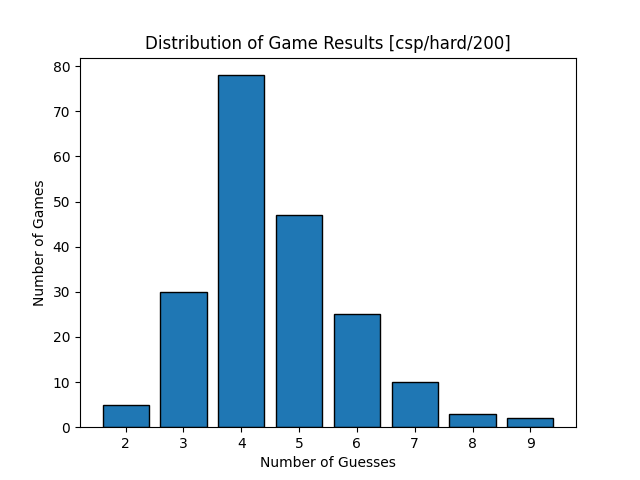 Distribution of Game Results [csp/hard/200]
80
70
60
50
40
30
20
10
0
Number of Games
2 3 4 5 6 7 8 9
Number of Guesses